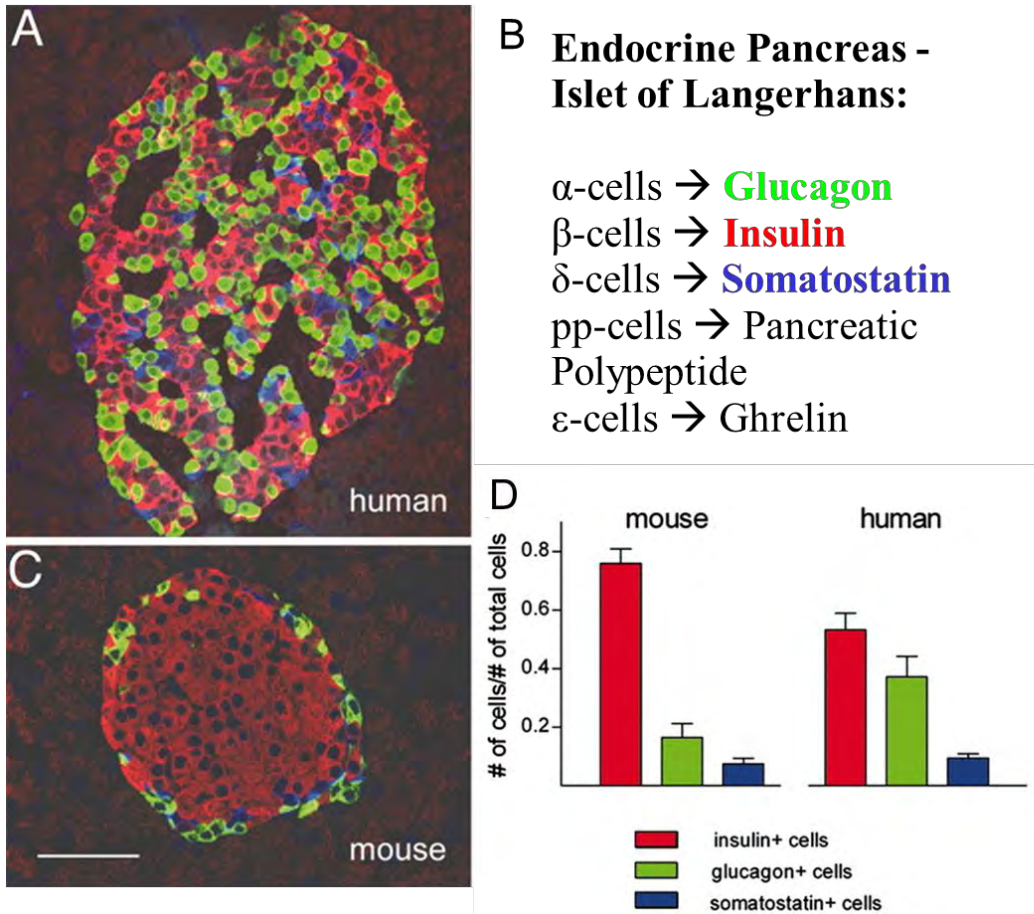 A
human
B
Endocrine Pancreas -
Islet of Langerhans:
α-cells → Glucagon
β-cells → Insulin
δ-cells → Somatostatin
pp-cells → Pancreatic
Polypeptide
ε-cells → Ghrelin
C
mouse
D
mouse
human
# of cells/# of total cells
0.8
0.6
0.4
0.2
insulin+ cells
glucagon+ cells
somatostatin+ cells